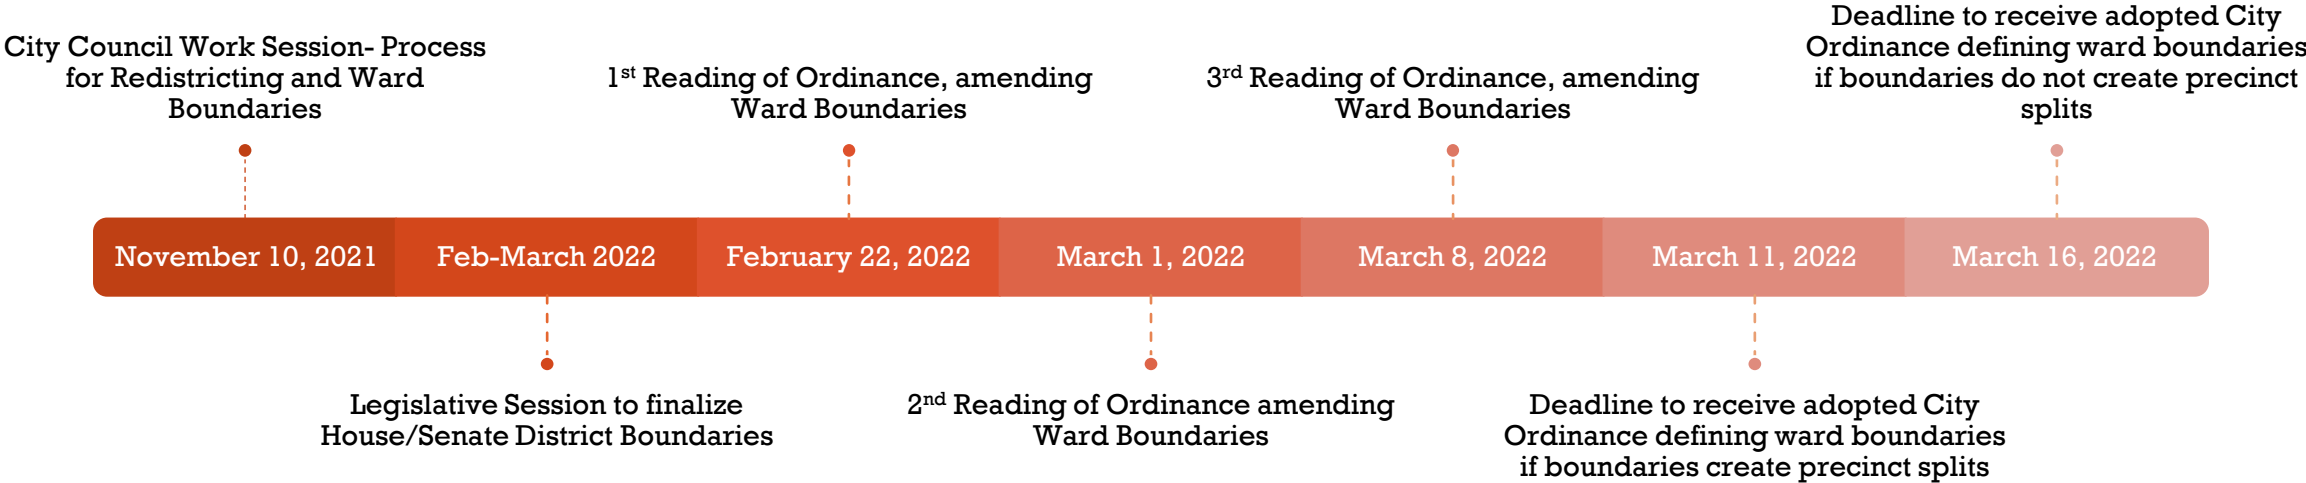 City Council Work Session- Process
for Redistricting and Ward
Boundaries
1st Reading of Ordinance, amending
Ward Boundaries
3rd Reading of Ordinance, amending
Ward Boundaries
Deadline to receive adopted City
Ordinance defining ward boundaries
if boundaries do not create precinct
splits
November 10, 2021
Feb-March 2022
February 22, 2022
March 1, 2022
March 8, 2022
March 11, 2022
March 16, 2022
Legislative Session to finalize
House/Senate District Boundaries
2nd Reading of Ordinance amending
Ward Boundaries
Deadline to receive adopted City
Ordinance defining ward boundaries
if boundaries create precinct splits